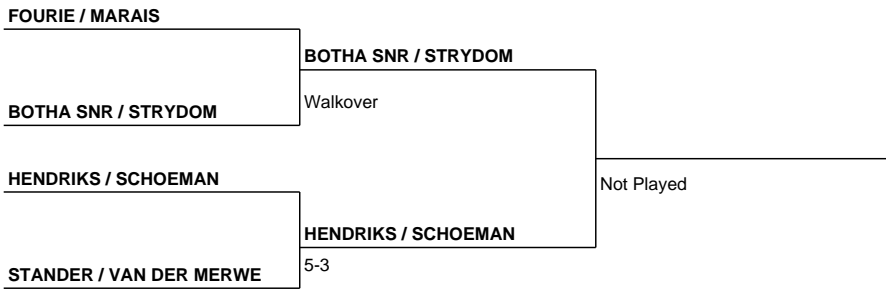 FOURIE / MARAIS
BOTHA SNR / STRYDOM
Walkover
BOTHA SNR / STRYDOM
HENDRIKS / SCHOEMAN
Not Played
HENDRIKS / SCHOEMAN
5-3
STANDER / VAN DER MERWE